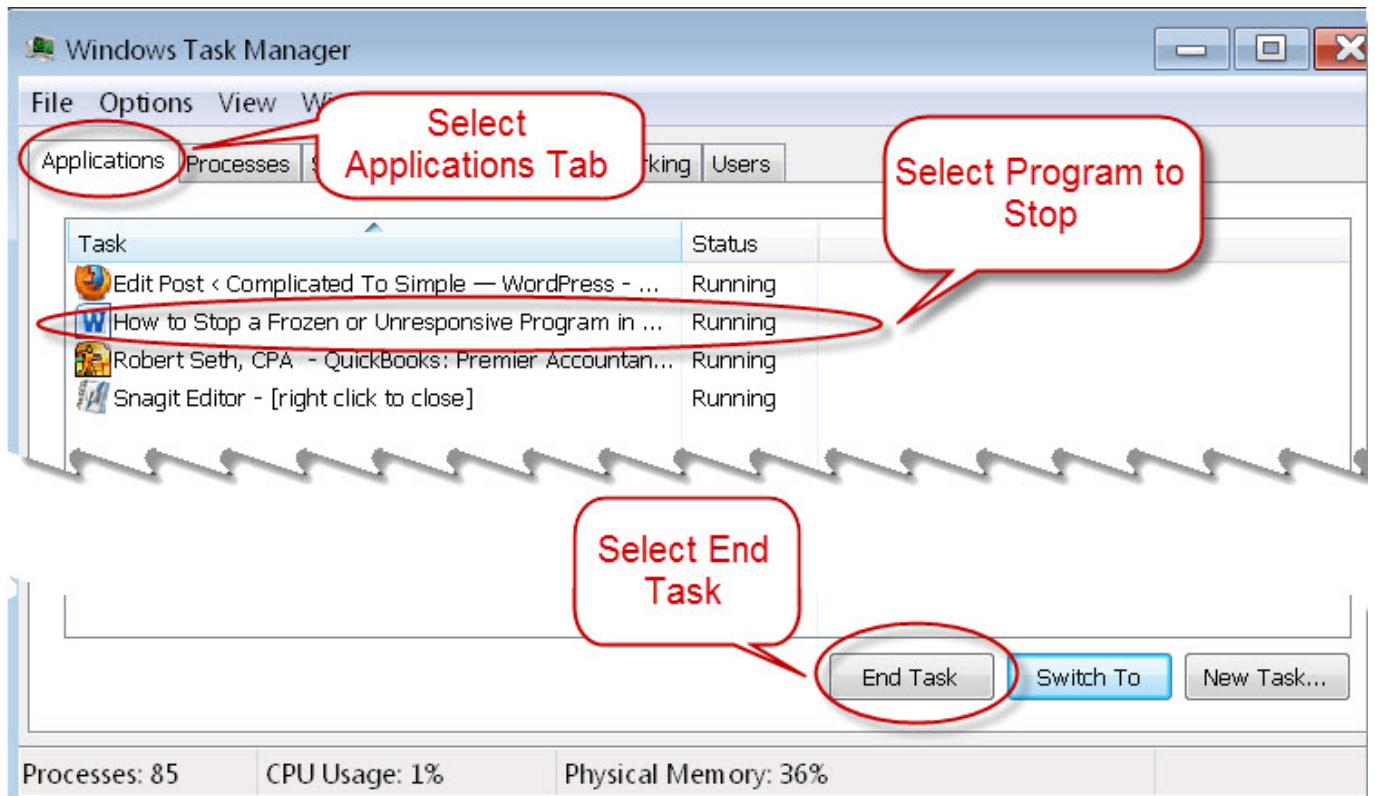 Windows Task Manager
File Options View
Select
Applications Tab
Applications Processes Users
Select Program to
Stop
Task Status
Edit Post < Complicated To Simple — WordPress - ... Running
How to Stop a Frozen or Unresponsive Program in ... Running
Robert Seth, CPA - QuickBooks: Premier Accountan... Running
Snagit Editor - [right click to close] Running
Select End
Task
End Task Switch To New Task...
Processes: 85 CPU Usage: 1% Physical Memory: 36%